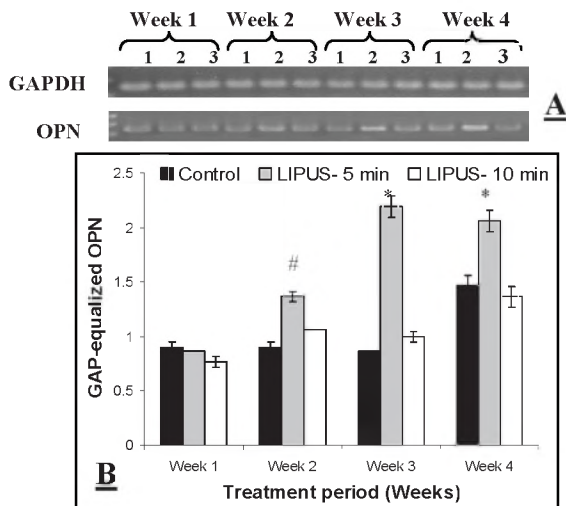 Week 1 Week 2 Week 3 Week 4
1 2 3 1 2 3 1 2 3 1 2 3
GAPDH
A
OPN
Control LIPUS- 5 min LIPUS- 10 min
2.5
2
1.5
1
0.5
0
GAP-equalized OPN
#
*
*
Week 1 Week 2 Week 3 Week 4
B
Treatment period (Weeks)